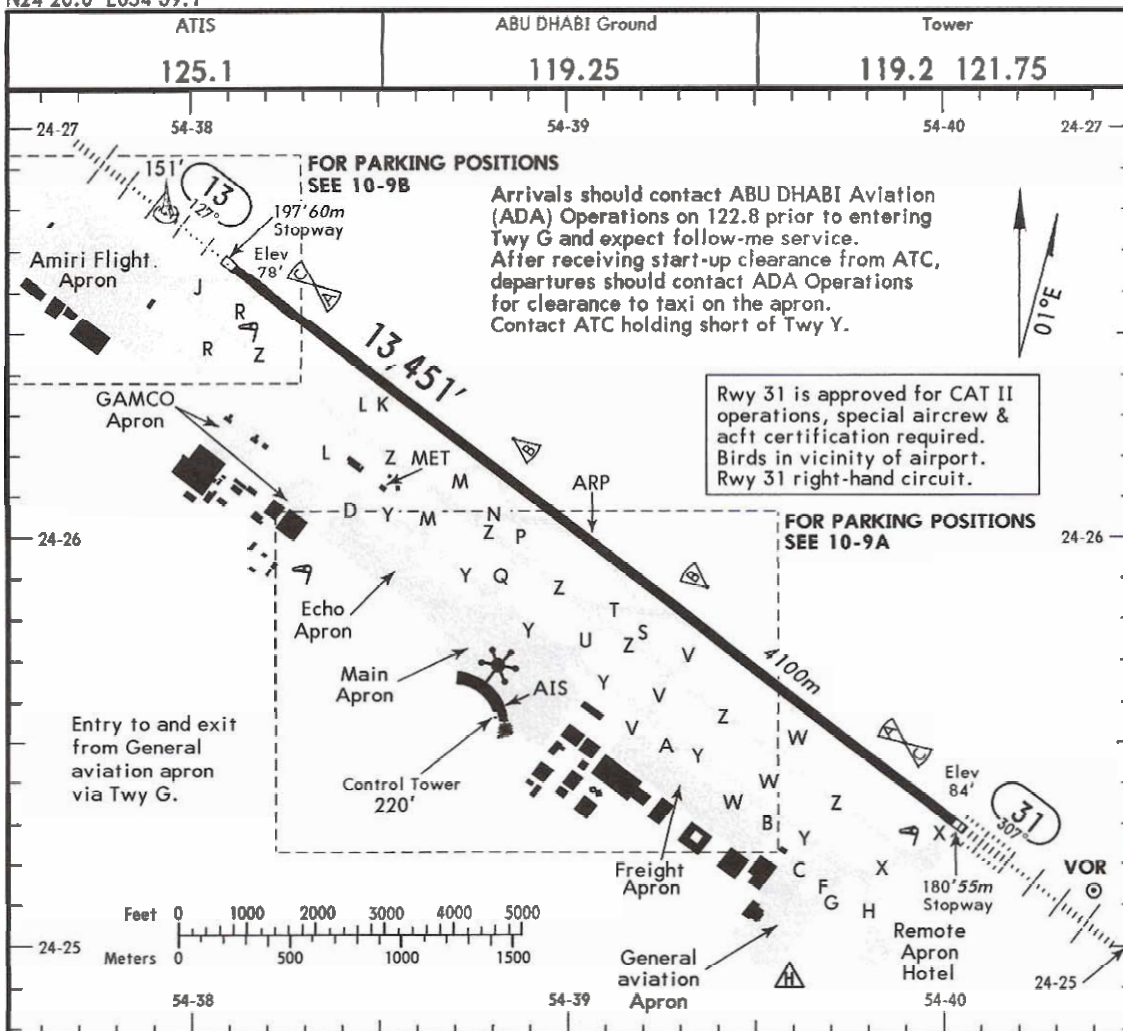 N24 26.0 E054 39.1
ATIS
125.1
ABU DHABI Ground
119.25
Tower
119.2 121.75
24-27
54-38
54-39
54-40
24-27
151'
13
127°
FOR PARKING POSITIONS
SEE 10-9B
197'60m
Stopway
Elev
78'
Arrivals should contact ABU DHABI Aviation
(ADA) Operations on 122.8 prior to entering
Twy G and expect follow-me service.
After receiving start-up clearance from ATC,
departures should contact ADA Operations
for clearance to taxi on the apron.
Contact ATC holding short of Twy Y.
01°E
Amiri Flight
Apron
J
R
R
Z
C
A
13,451'
GAMCO
Apron
L K
L
Z
MET
M
B
ARP
Rwy 31 is approved for CAT II
operations, special aircrew &
acft certification required.
Birds in vicinity of airport.
Rwy 31 right-hand circuit.
D
Y
M
N
Z
P
FOR PARKING POSITIONS
SEE 10-9A
24-26
24-26
Echo
Apron
Y
Q
Z
B
T
S
Y
U
Z
V
4100m
Main
Apron
AIS
Y
V
Z
V
A
Y
W
A
C
Entry to and exit
from General
aviation apron
via Twy G.
Control Tower
220'
Elev
84'
31
307°
W
W
B
Z
Y
X
VOR
Freight
Apron
C
F
G
X
H
180'55m
Stopway
Remote
Apron
Hotel
Feet 0 1000 2000 3000 4000 5000
Meters 0 500 1000 1500
24-25
General
aviation
Apron
H
24-25
54-38
54-39
54-40